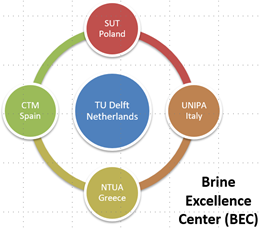 SUT
Poland
CTM
Spain
TU Delft
Netherlands
UNIPA
Italy
NTUA
Greece
Brine
Excellence
Center (BEC)